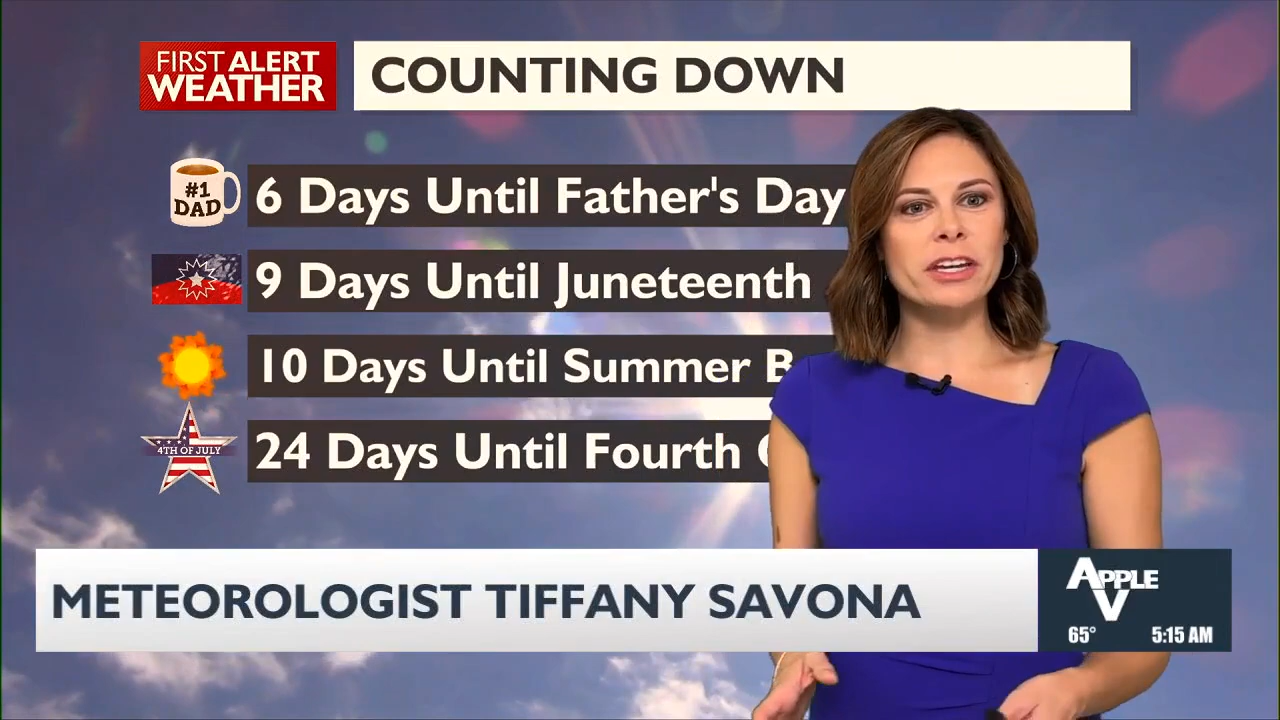 FIRST ALERT
WEATHER
COUNTING DOWN
#1
DAD
6 Days Until Father's Day
9 Days Until Juneteenth
10 Days Until Summer
4TH OF JULY
24 Days Until Fourth
METEOROLOGIST TIFFANY SAVONA
APPLE
V
65° 5:15 AM